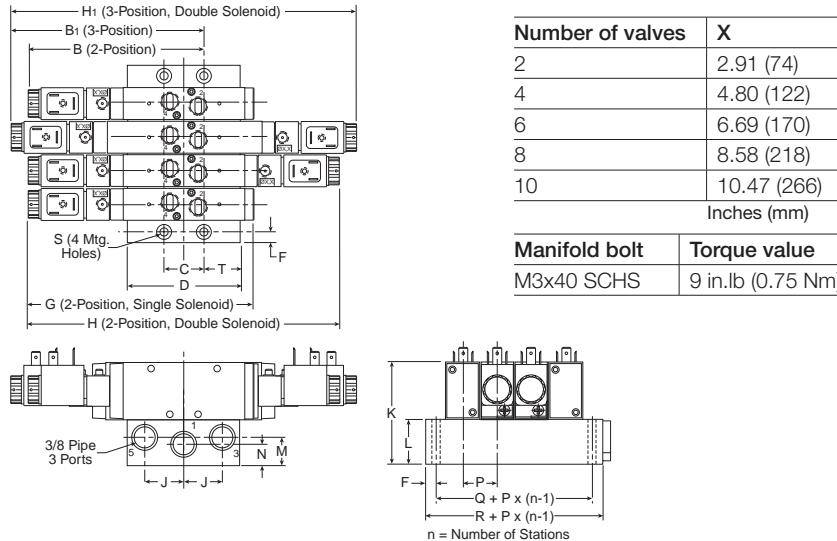 H1 (3-Position, Double Solenoid)
B1 (3-Position)
B (2-Position)
S (4 Mtg. Holes)
F
C
T
D
G (2-Position, Single Solenoid)
H (2-Position, Double Solenoid)
Number of valves X
2 2.91 (74)
4 4.80 (122)
6 6.69 (170)
8 8.58 (218)
10 10.47 (266)
Inches (mm)
Manifold bolt Torque value
M3x40 SCHS 9 in.lb (0.75 Nm)
3/8 Pipe
3 Ports
5
1
3
N
M
J
J
K
L
F
P
Q + P x (n-1)
R + P x (n-1)
n = Number of Stations